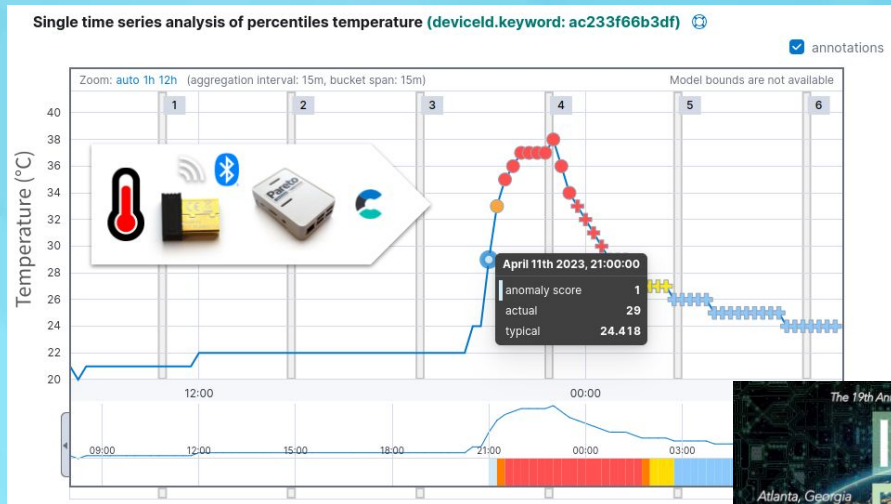 Single time series analysis of percentiles temperature (deviceId.keyword: ac233f66b3df)
annotations
Zoom: auto 1h 12h (aggregation interval: 15m, bucket span: 15m)
Model bounds are not available
1 2 3 4 5 6
Temperature (°C)
40
38
36
34
32
30
28
26
24
22
20
Pareto
April 11th 2023, 21:00:00
anomaly score 1
actual 29
typical 24.418
12:00 00:00
09:00 12:00 15:00 18:00 21:00 00:00 03:00
The 19th An
Atlanta, Georgia